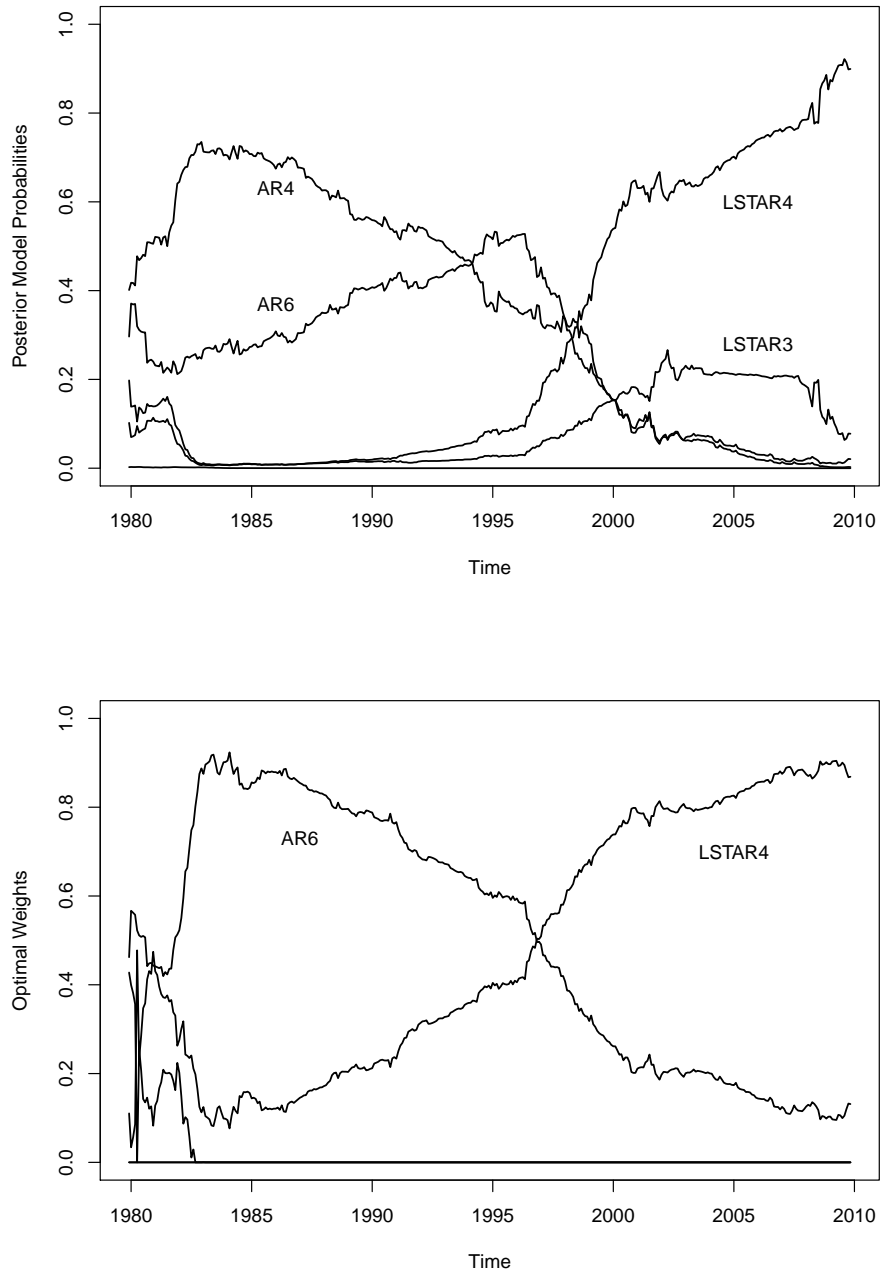 1.0
0.8
0.6
0.4
0.2
0.0
Posterior Model Probabilities
AR4
AR6
LSTAR4
LSTAR3
1980 1985 1990 1995 2000 2005 2010
Time
1.0
0.8
0.6
0.4
0.2
0.0
Optimal Weights
AR6
LSTAR4
1980 1985 1990 1995 2000 2005 2010
Time